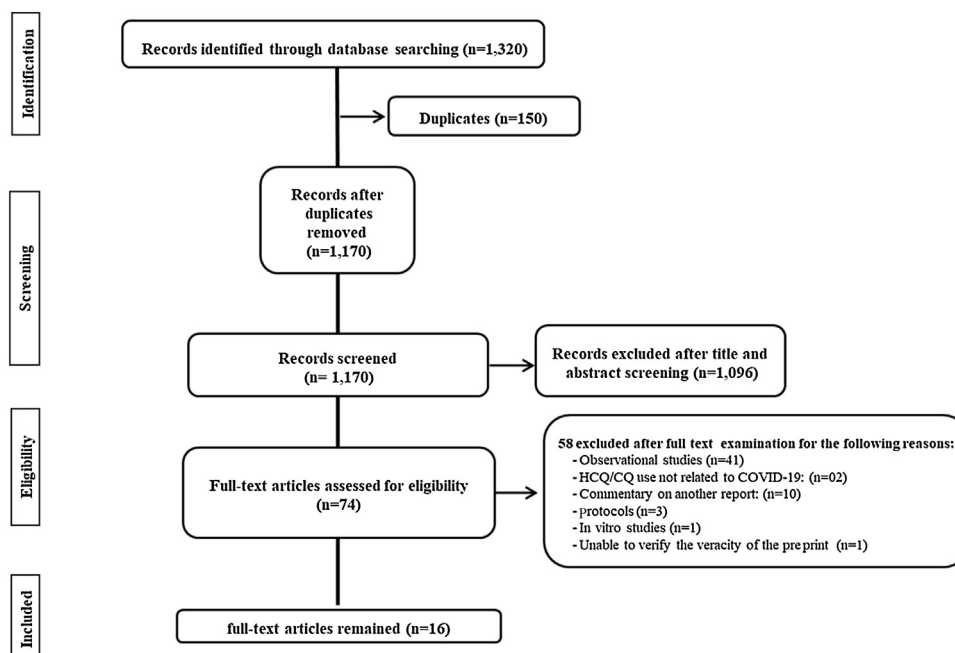 Identification
Records identified through database searching (n=1,320)
Duplicates (n=150)
Screening
Records after
duplicates
removed
(n=1,170)
Records screened
(n= 1,170)
Records excluded after title and
abstract screening (n=1,096)
Eligibility
Full-text articles assessed for eligibility
(n=74)
58 excluded after full text examination for the following reasons:
- Observational studies (n=41)
- HCQ/CQ use not related to COVID-19: (n=02)
- Commentary on another report: (n=10)
- protocols (n=3)
- In vitro studies (n=1)
- Unable to verify the veracity of the preprint (n=1)
Included
full-text articles remained (n=16)